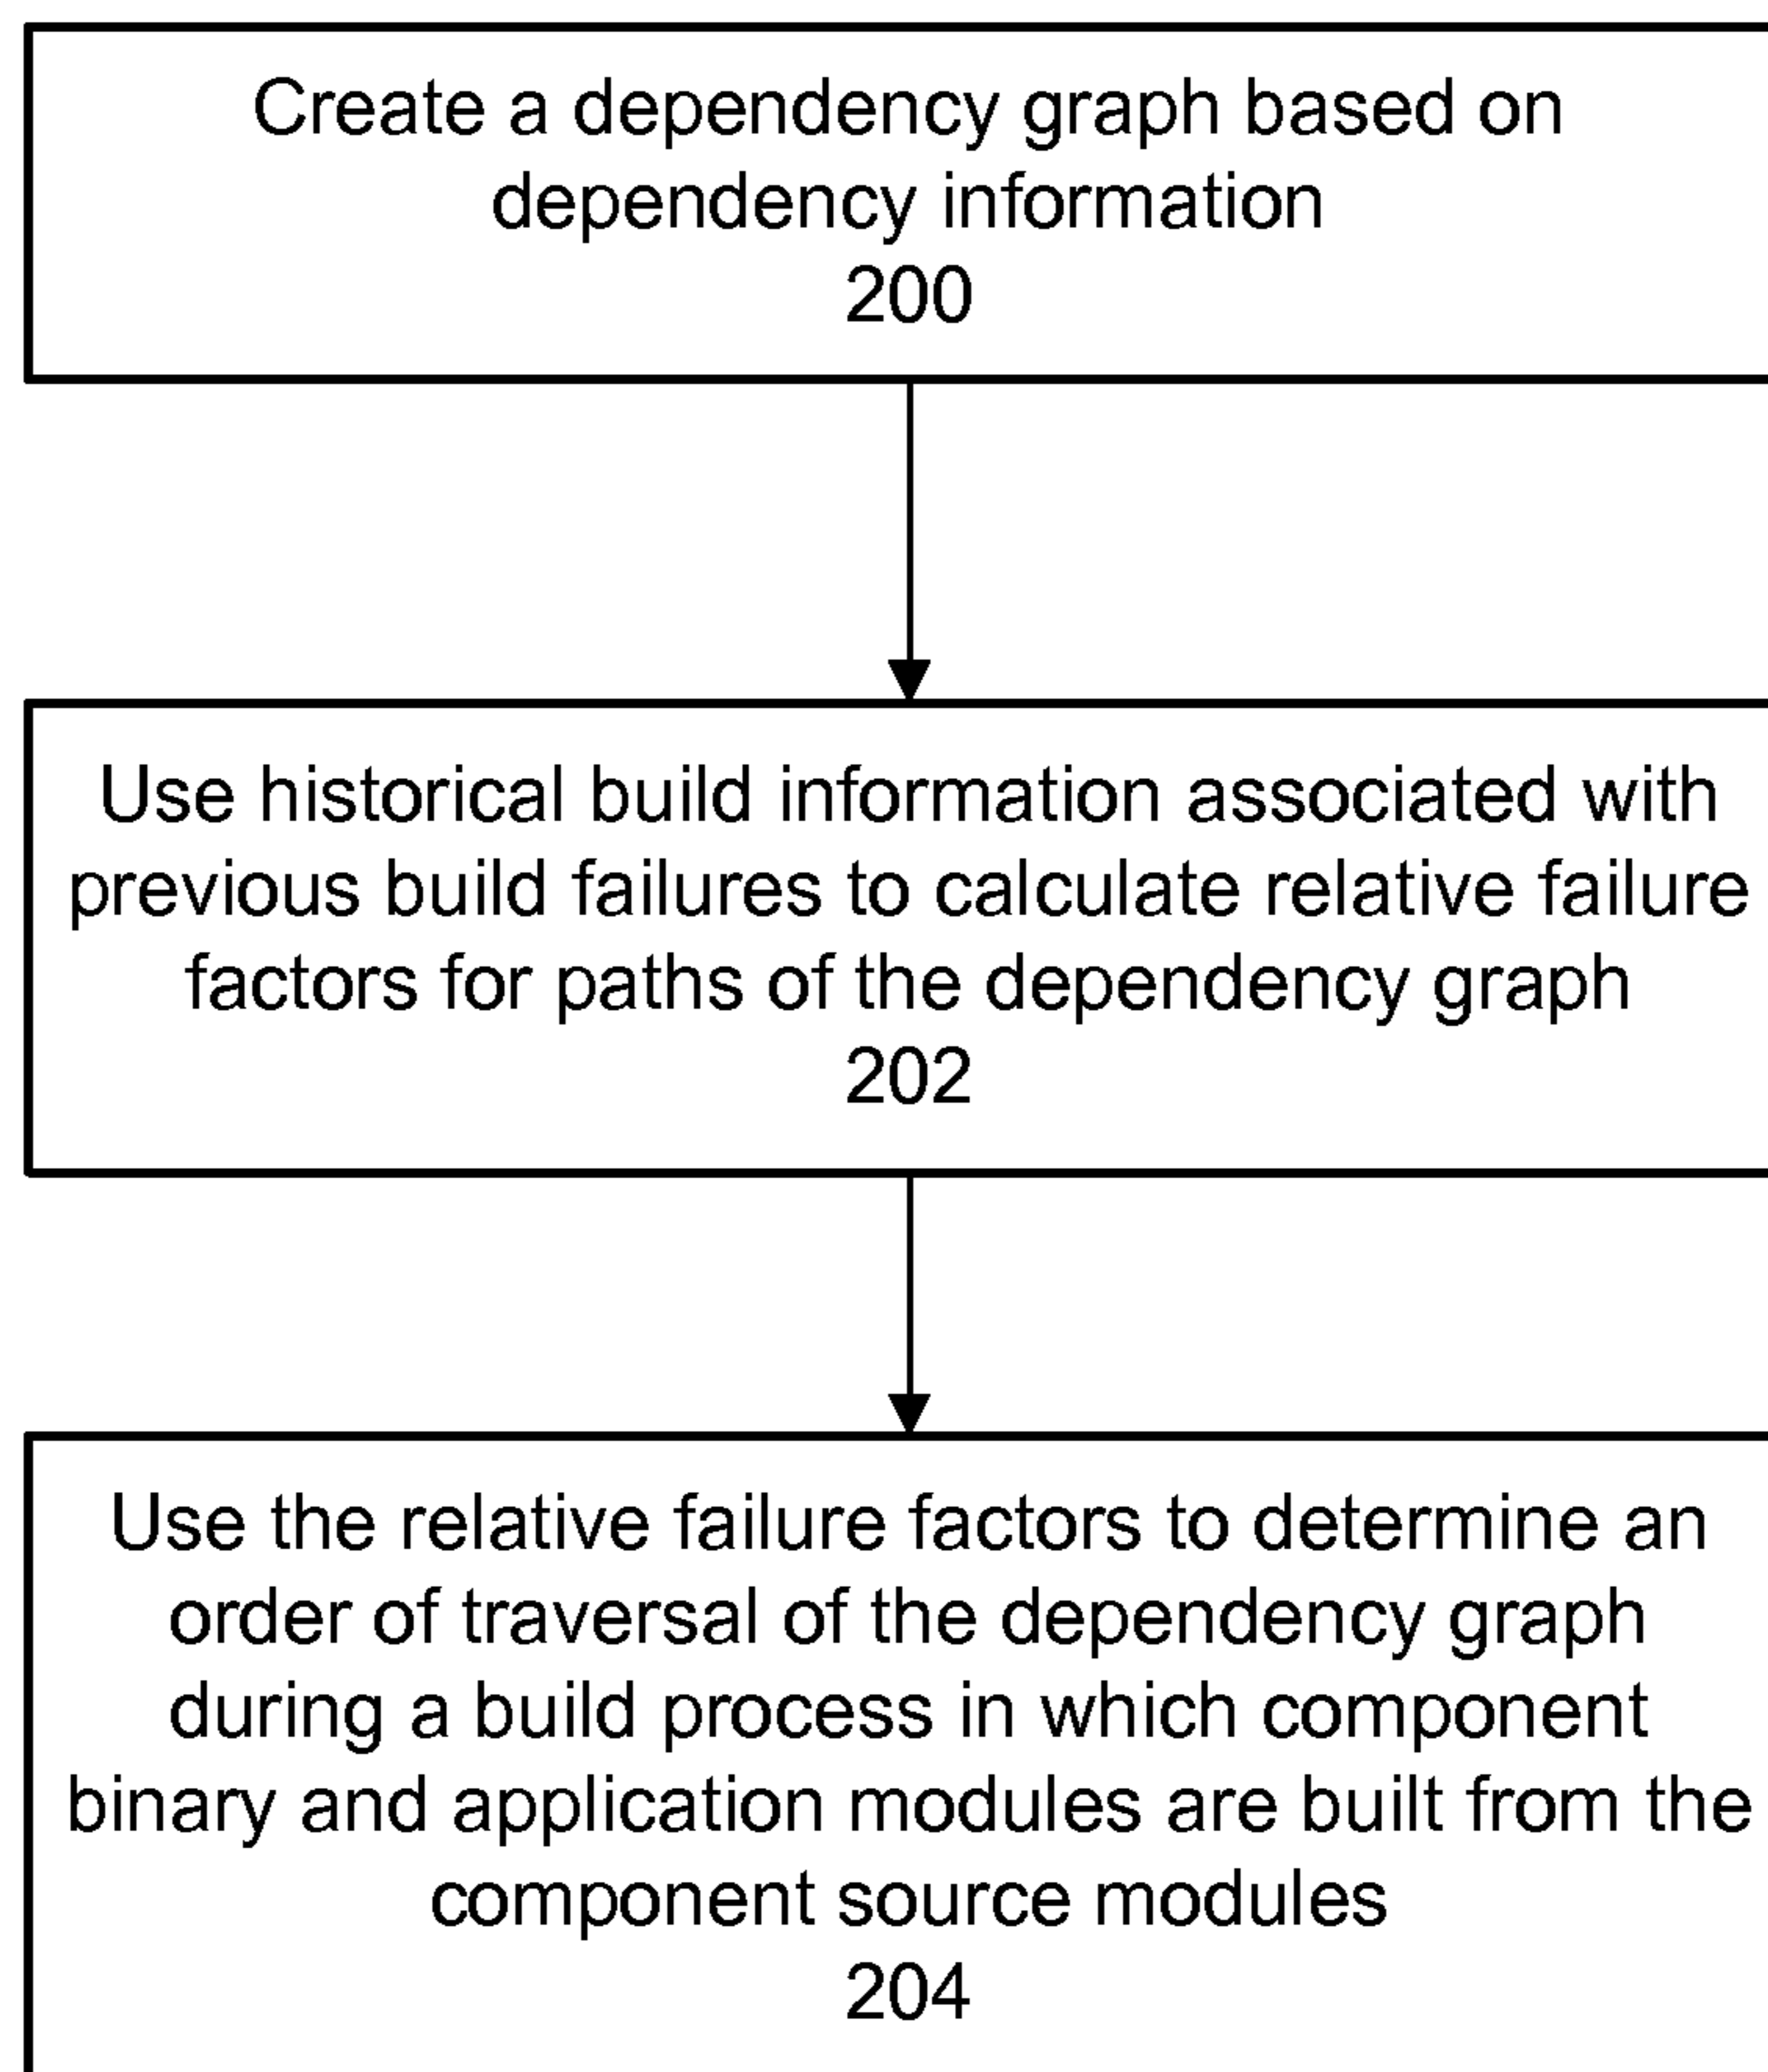 Create a dependency graph based on
dependency information
200
Use historical build information associated with
previous build failures to calculate relative failure
factors for paths of the dependency graph
202
Use the relative failure factors to determine an
order of traversal of the dependency graph
during a build process in which component
binary and application modules are built from the
component source modules
204